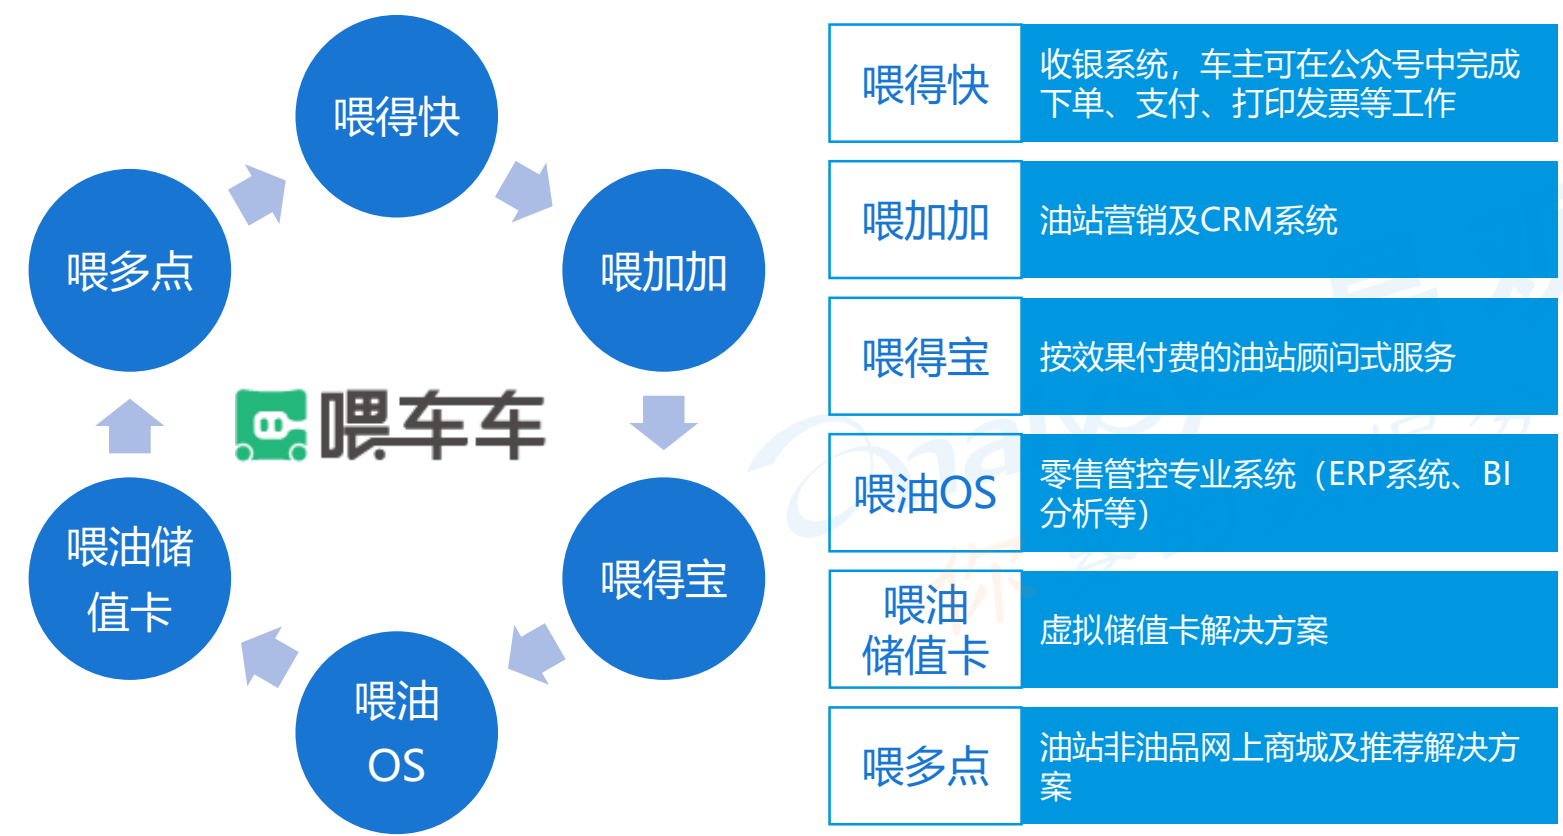 喂得快
喂多点
喂加加
喂车车
喂油储
值卡
喂得宝
喂油
OS
喂得快
收银系统，车主可在公众号中完成
下单、支付、打印发票等工作
喂加加
油站营销及CRM系统
喂得宝
按效果付费的油站顾问式服务
喂油OS
零售管控专业系统（ERP系统、BI
分析等）
喂油
储值卡
虚拟储值卡解决方案
喂多点
油站非油品网上商城及推荐解决方
案